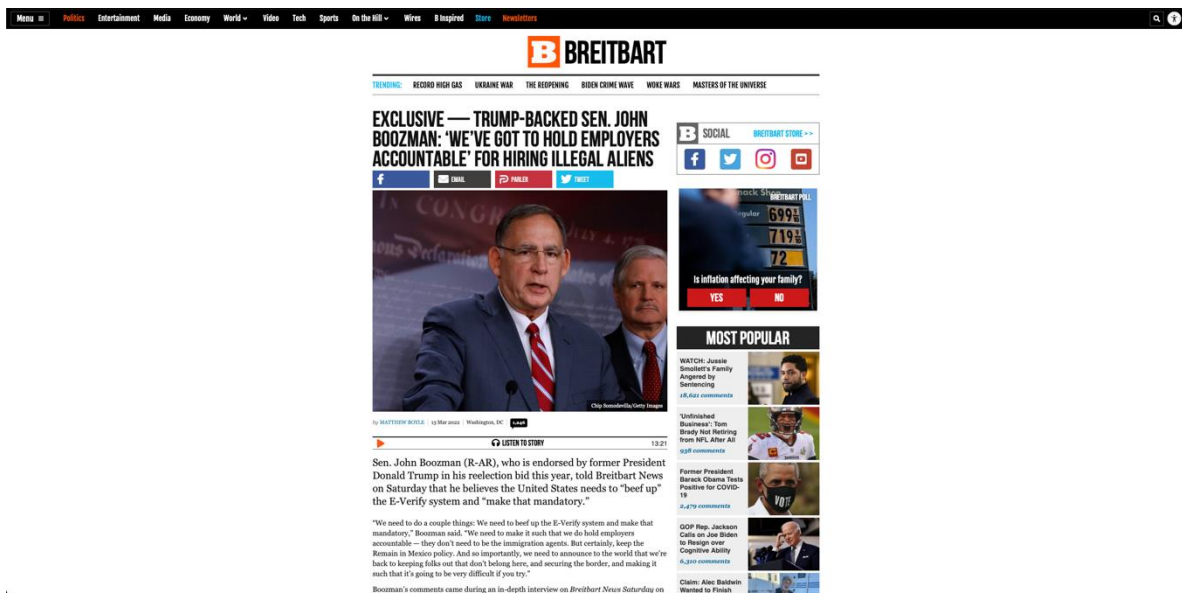 Menu
Politics
Entertainment
Media
Economy
World
Video
Tech
Sports
On the Hill
Wires
B Inspired
Store
Newsletters
B BREITBART
TRENDING:
RECORD HIGH GAS
UKRAINE WAR
THE REOPENING
BIDEN CRIME WAVE
WOKE WARS
MASTERS OF THE UNIVERSE
EXCLUSIVE — TRUMP-BACKED SEN. JOHN
BOOZMAN: ‘WE’VE GOT TO HOLD EMPLOYERS
ACCOUNTABLE’ FOR HIRING ILLEGAL ALIENS
f
EMAIL
PARLER
TWEET
IN CONGR
JULY 4, 17
Declaration
Chip Somodevilla/Getty Images
by MATTHEW BOYLE | 13 Mar 2022 | Washington, DC
LISTEN TO STORY
13:21
Sen. John Boozman (R-AR), who is endorsed by former President
Donald Trump in his reelection bid this year, told Breitbart News
on Saturday that he believes the United States needs to “beef up”
the E-Verify system and “make that mandatory.”
“We need to do a couple things: We need to beef up the E-Verify system and make that
mandatory,” Boozman said. “We need to make it such that we do hold employers
accountable — they don’t need to be the immigration agents. But certainly, keep the
Remain in Mexico policy. And so importantly, we need to announce to the world that we’re
back to keeping folks out that don’t belong here, and securing the border, and making it
such that it’s going to be very difficult if you try.”
Boozman’s comments came during an in-depth interview on Breitbart News Saturday on
B SOCIAL
BREITBART STORE >>
f
BREITBART POLL
699
719
72
Is inflation affecting your family?
YES
NO
MOST POPULAR
WATCH: Jussie
Smollett's Family
Angered by
Sentencing
18,621 comments
'Unfinished
Business': Tom
Brady Not Retiring
from NFL After All
938 comments
Former President
Barack Obama Tests
Positive for COVID-
19
2,479 comments
VOTE
GOP Rep. Jackson
Calls on Joe Biden
to Resign over
Cognitive Ability
6,310 comments
Claim: Alec Baldwin
Wanted to Finish